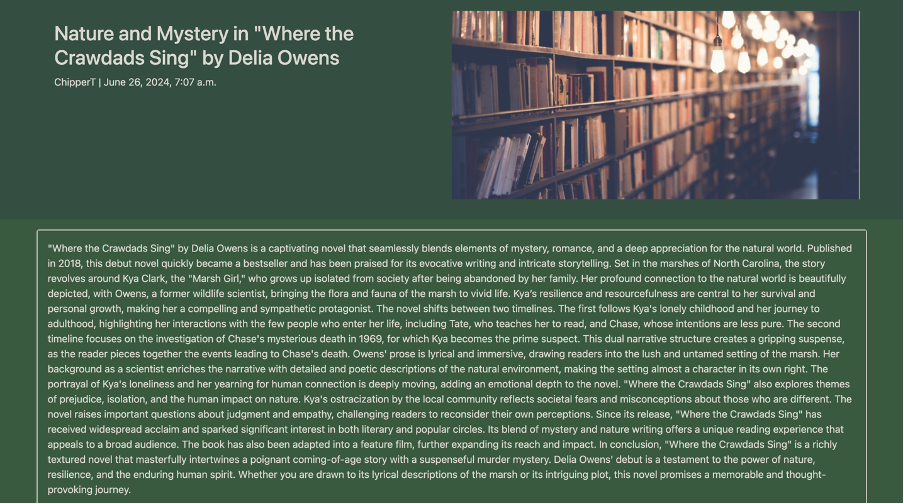 Nature and Mystery in "Where the
Crawdads Sing" by Delia Owens
ChipperT | June 26, 2024, 7:07 a.m.
"Where the Crawdads Sing" by Delia Owens is a captivating novel that seamlessly blends elements of mystery, romance, and a deep appreciation for the natural world. Published
in 2018, this debut novel quickly became a bestseller and has been praised for its evocative writing and intricate storytelling. Set in the marshes of North Carolina, the story
revolves around Kya Clark, the "Marsh Girl," who grows up isolated from society after being abandoned by her family. Her profound connection to the natural world is beautifully
depicted, with Owens, a former wildlife scientist, bringing the flora and fauna of the marsh to vivid life. Kya's resilience and resourcefulness are central to her survival and
personal growth, making her a compelling and sympathetic protagonist. The novel shifts between two timelines. The first follows Kya's lonely childhood and her journey to
adulthood, highlighting her interactions with the few people who enter her life, including Tate, who teaches her to read, and Chase, whose intentions are less pure. The second
timeline focuses on the investigation of Chase's mysterious death in 1969, for which Kya becomes the prime suspect. This dual narrative structure creates a gripping suspense,
as the reader pieces together the events leading to Chase's death. Owens' prose is lyrical and immersive, drawing readers into the lush and untamed setting of the marsh. Her
background as a scientist enriches the narrative with detailed and poetic descriptions of the natural environment, making the setting almost a character in its own right. The
portrayal of Kya's loneliness and her yearning for human connection is deeply moving, adding an emotional depth to the novel. "Where the Crawdads Sing" also explores themes
of prejudice, isolation, and the human impact on nature. Kya's ostracization by the local community reflects societal fears and misconceptions about those who are different. The
novel raises important questions about judgment and empathy, challenging readers to reconsider their own perceptions. Since its release, "Where the Crawdads Sing" has
received widespread acclaim and sparked significant interest in both literary and popular circles. Its blend of mystery and nature writing offers a unique reading experience that
appeals to a broad audience. The book has also been adapted into a feature film, further expanding its reach and impact. In conclusion, "Where the Crawdads Sing" is a richly
textured novel that masterfully intertwines a poignant coming-of-age story with a suspenseful murder mystery. Delia Owens' debut is a testament to the power of nature,
resilience, and the enduring human spirit. Whether you are drawn to its lyrical descriptions of the marsh or its intriguing plot, this novel promises a memorable and thought-
provoking journey.